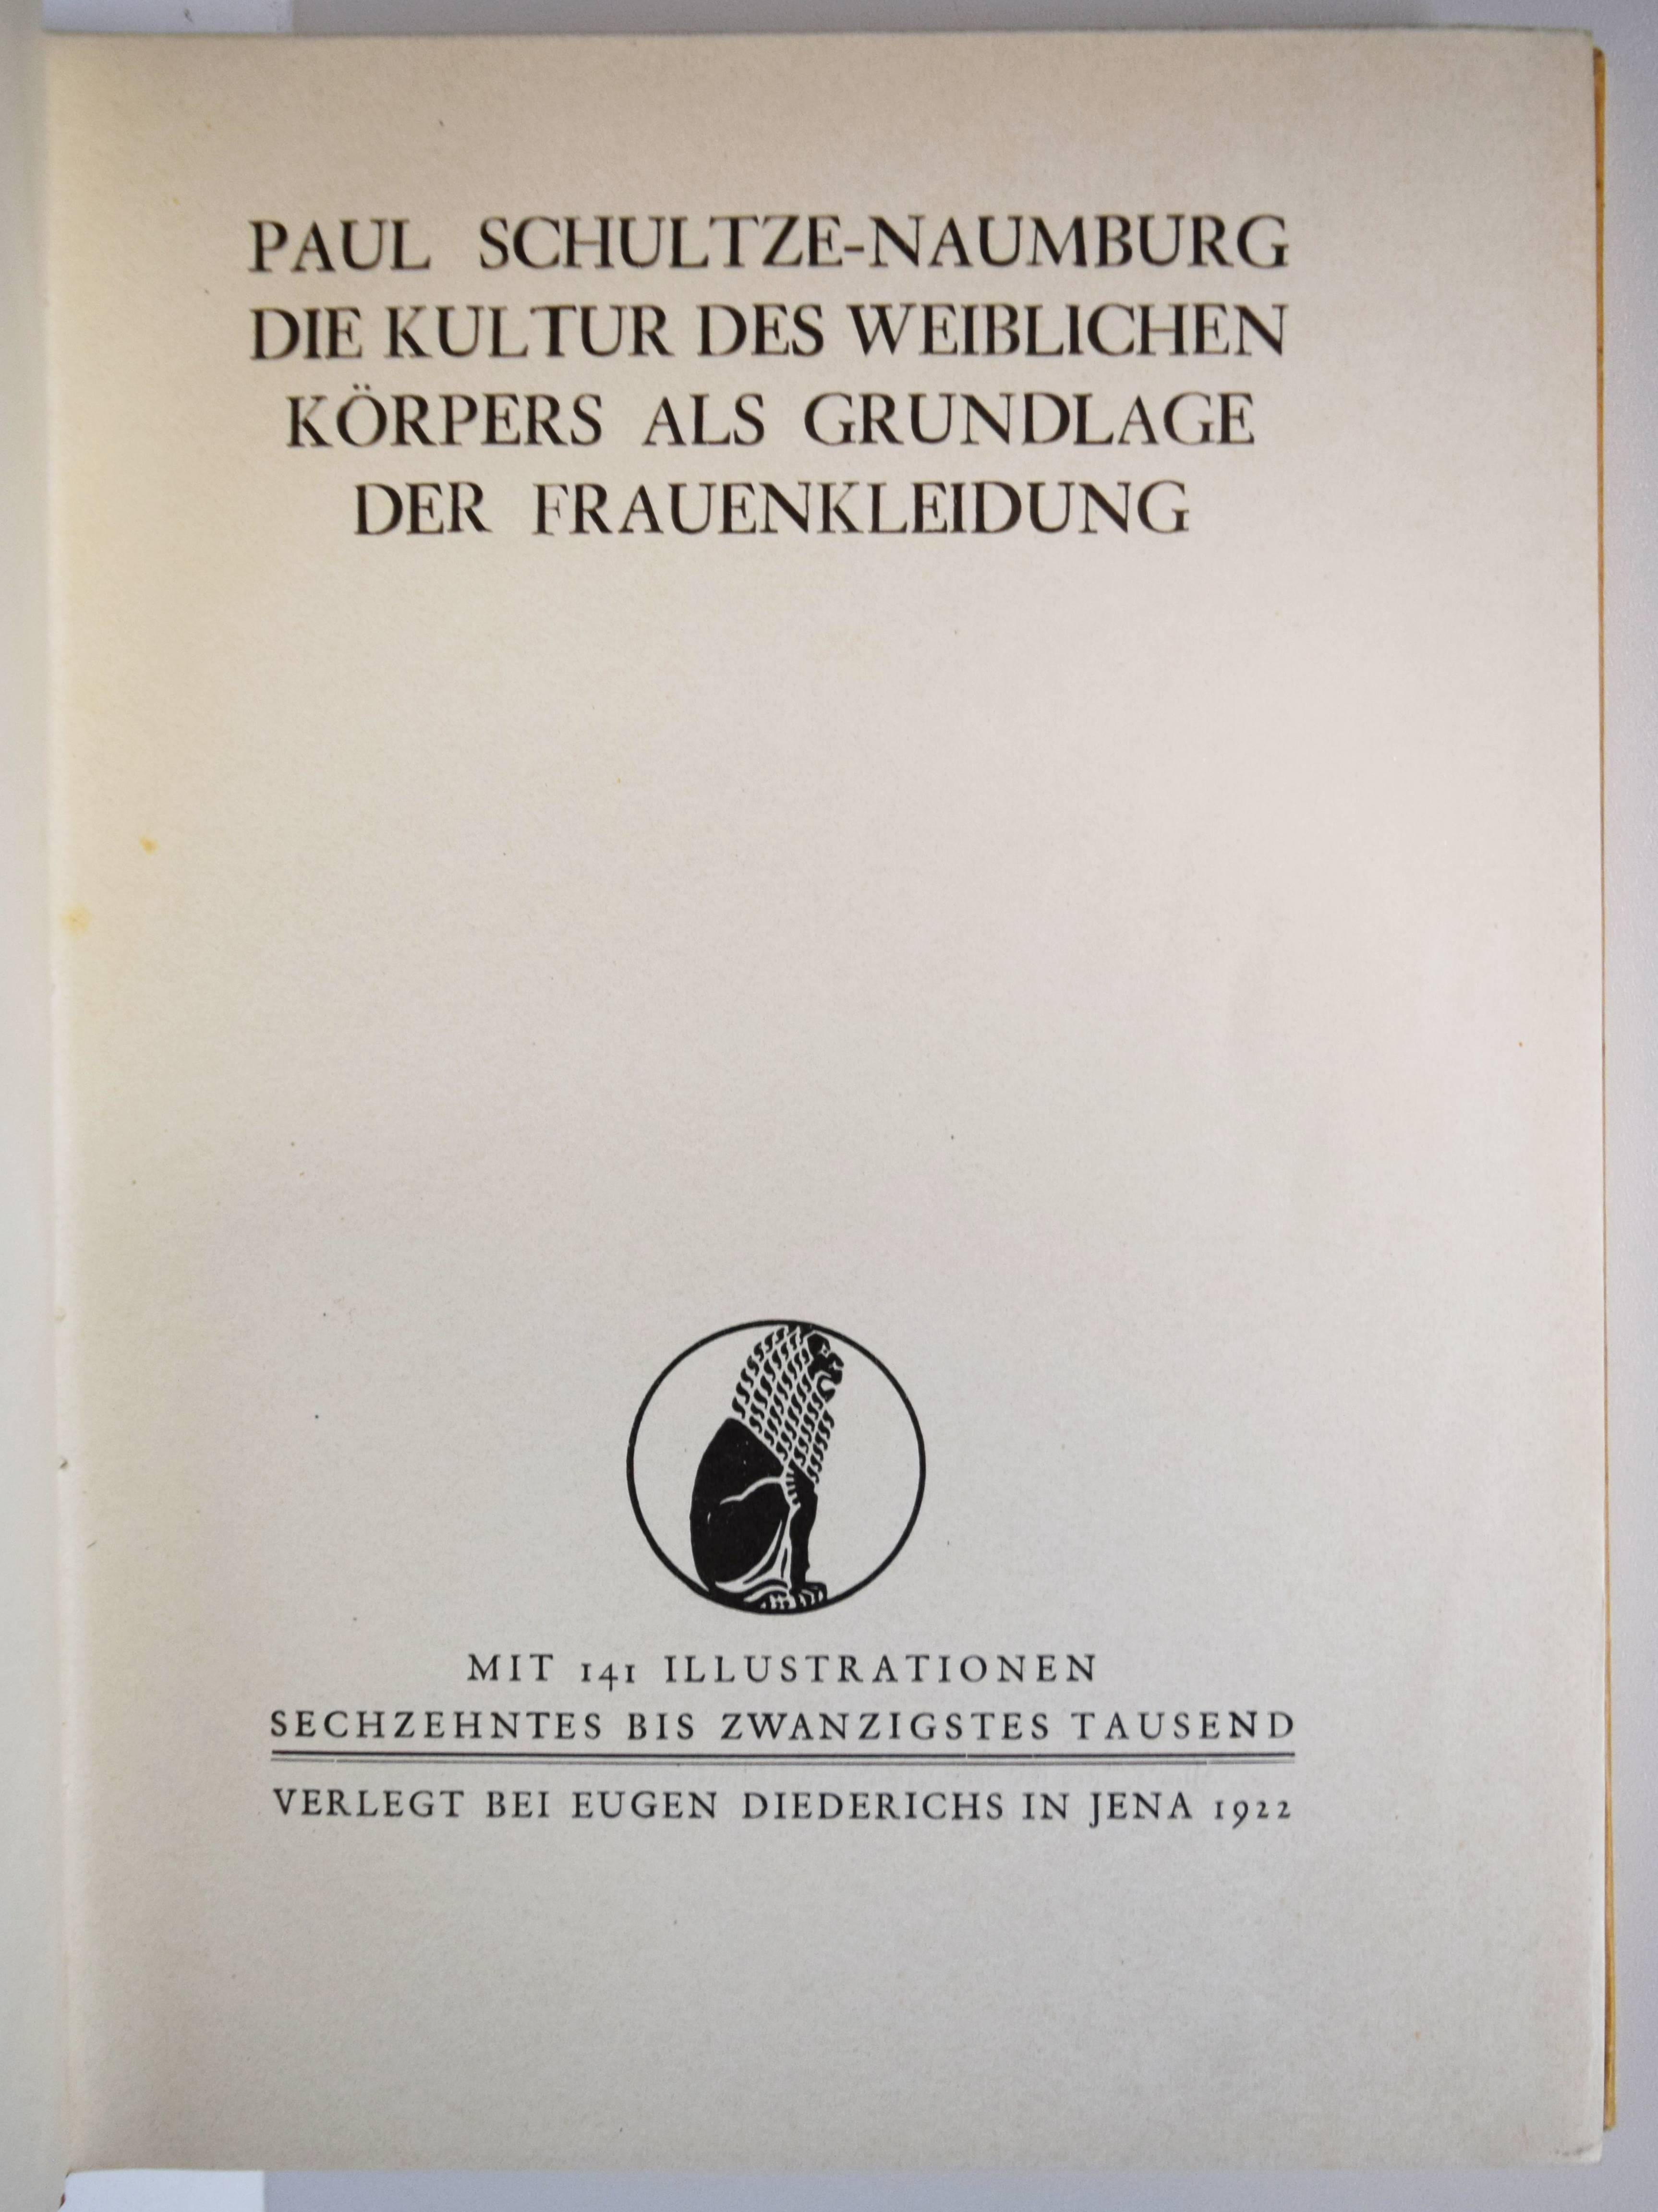 PAUL SCHULTZE-NAUMBURG
DIE KULTUR DES WEIBLICHEN
KÖRPERS ALS GRUNDLAGE
DER FRAUENKLEIDUNG
MIT 141 ILLUSTRATIONEN
SECHZEHNTES BIS ZWANZIGSTES TAUSEND
VERLEGT BEI EUGEN DIEDERICHS IN JENA 1922